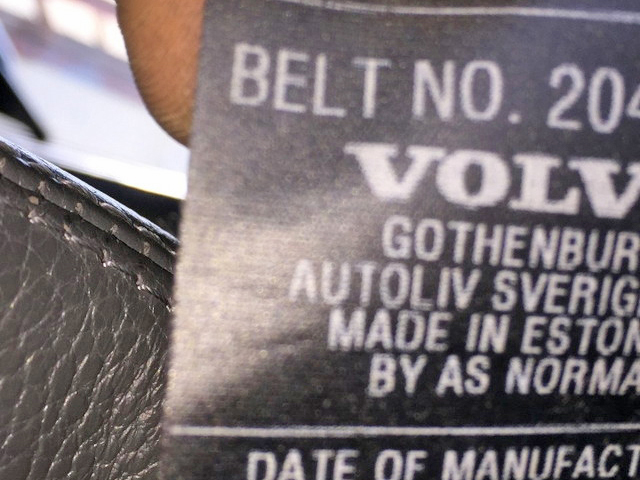 BELT NO. 204
VOLV
GOTHENBUR
AUTOLIV SVERIG
MADE IN ESTON
BY AS NORMA
DATE OF MANUFACT